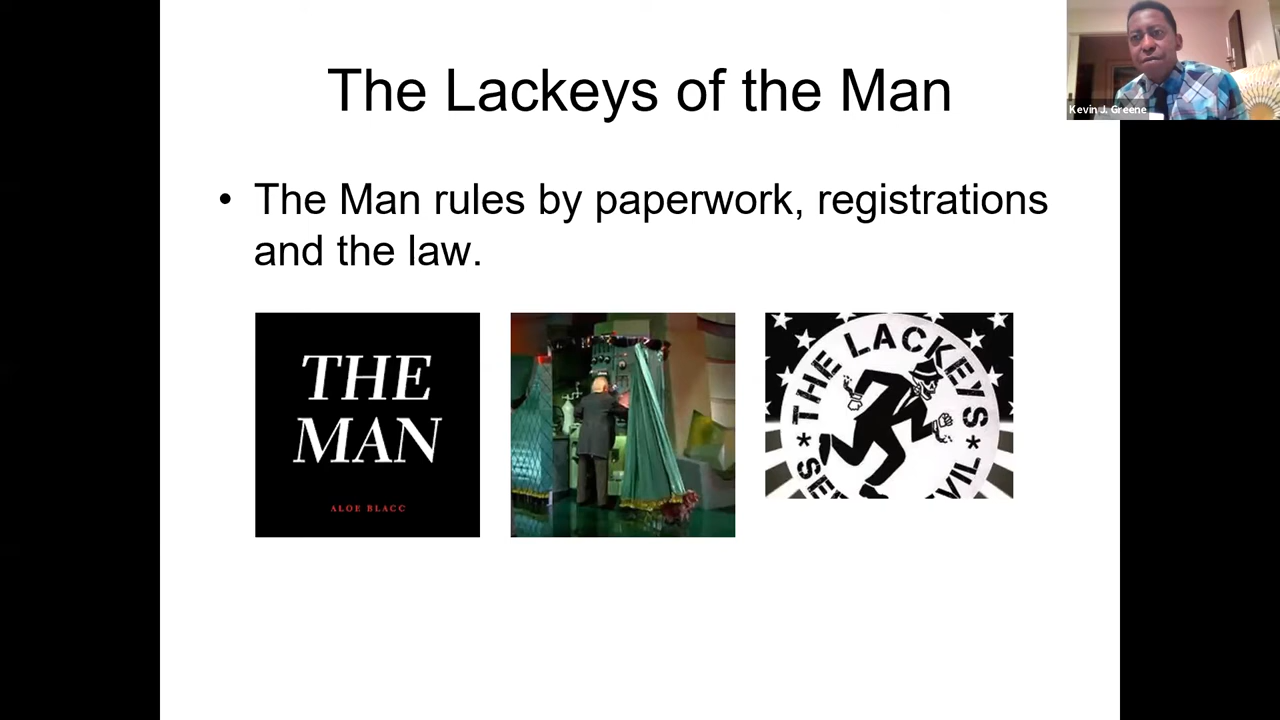 The Lackeys of the Man
Kevin J. Greene
• The Man rules by paperwork, registrations
and the law.
THE
MAN
ALOE BLACC
* THE LACKEYS *